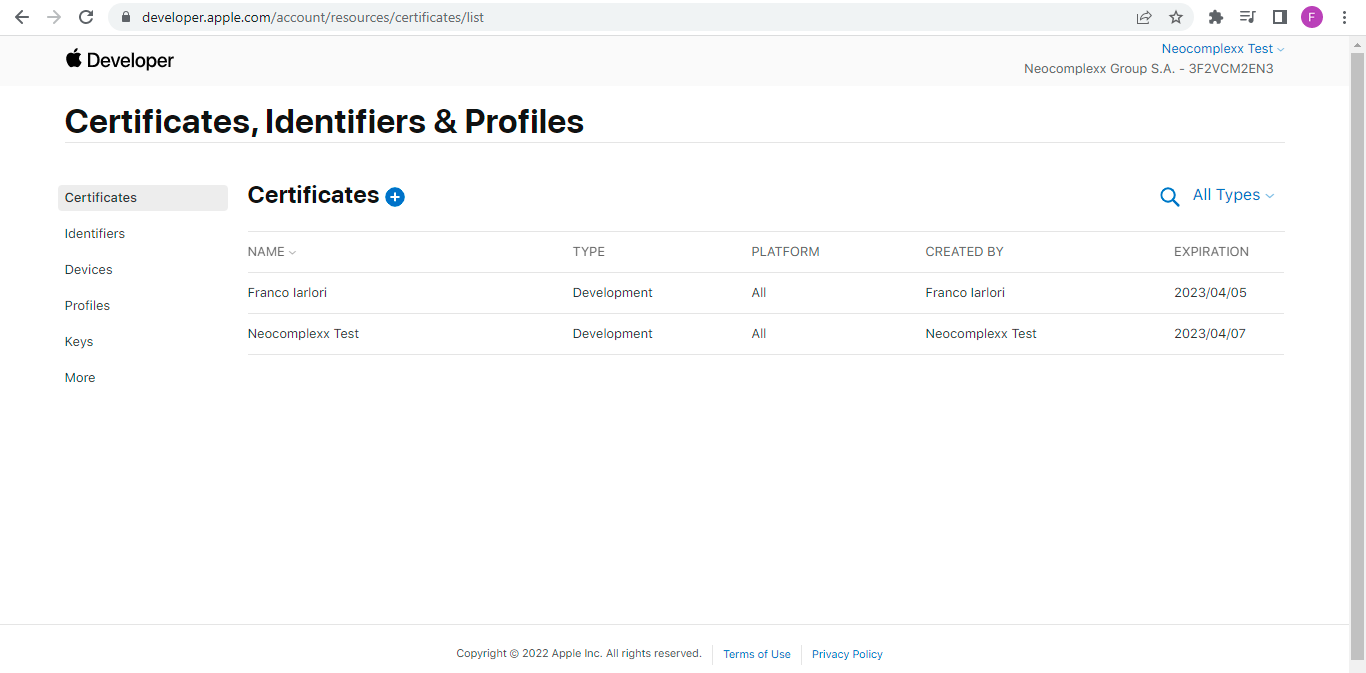 developer.apple.com/account/resources/certificates/list
F
Developer
Neocomplexx Test
Neocomplexx Group S.A. - 3F2VCM2EN3
Certificates, Identifiers & Profiles
Certificates
Identifiers
Devices
Profiles
Keys
More
Certificates
All Types
NAME TYPE PLATFORM CREATED BY EXPIRATION
Franco Iarlori Development All Franco Iarlori 2023/04/05
Neocomplexx Test Development All Neocomplexx Test 2023/04/07
Copyright © 2022 Apple Inc. All rights reserved. Terms of Use Privacy Policy